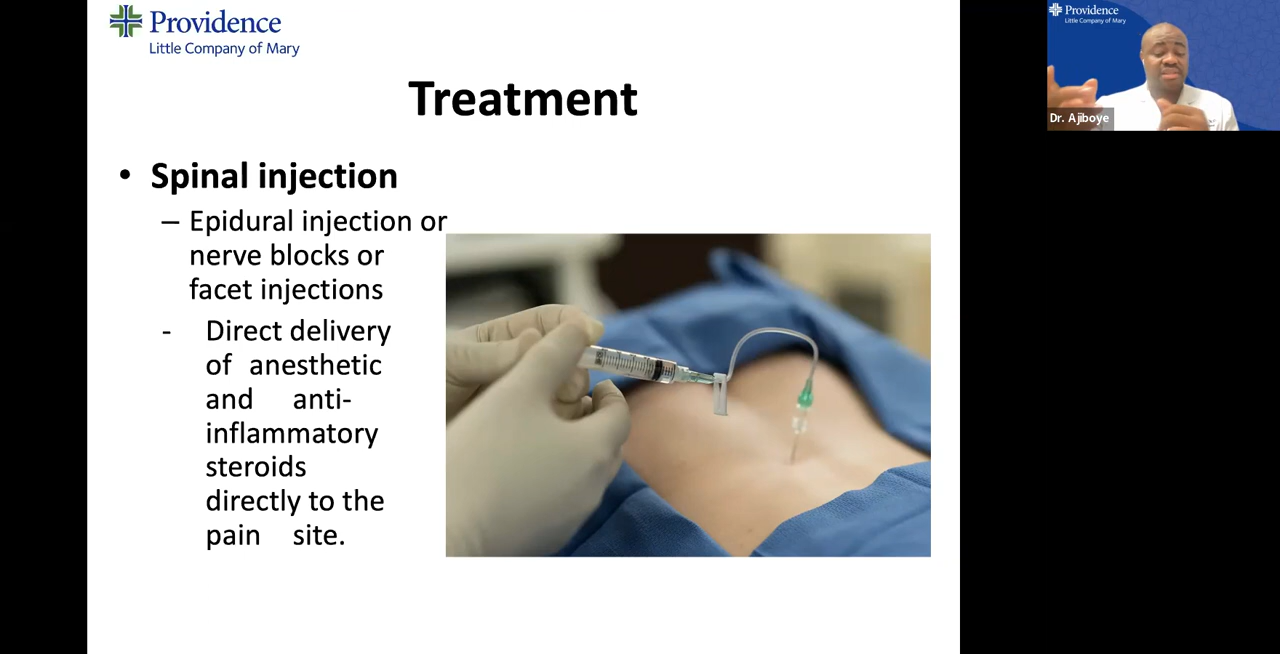 Providence
Little Company of Mary
Treatment
• Spinal injection
– Epidural injection or
nerve blocks or
facet injections
- Direct delivery
of anesthetic
and anti-
inflammatory
steroids
directly to the
pain site.
Providence
Little Company of Mary
Dr. Ajiboye